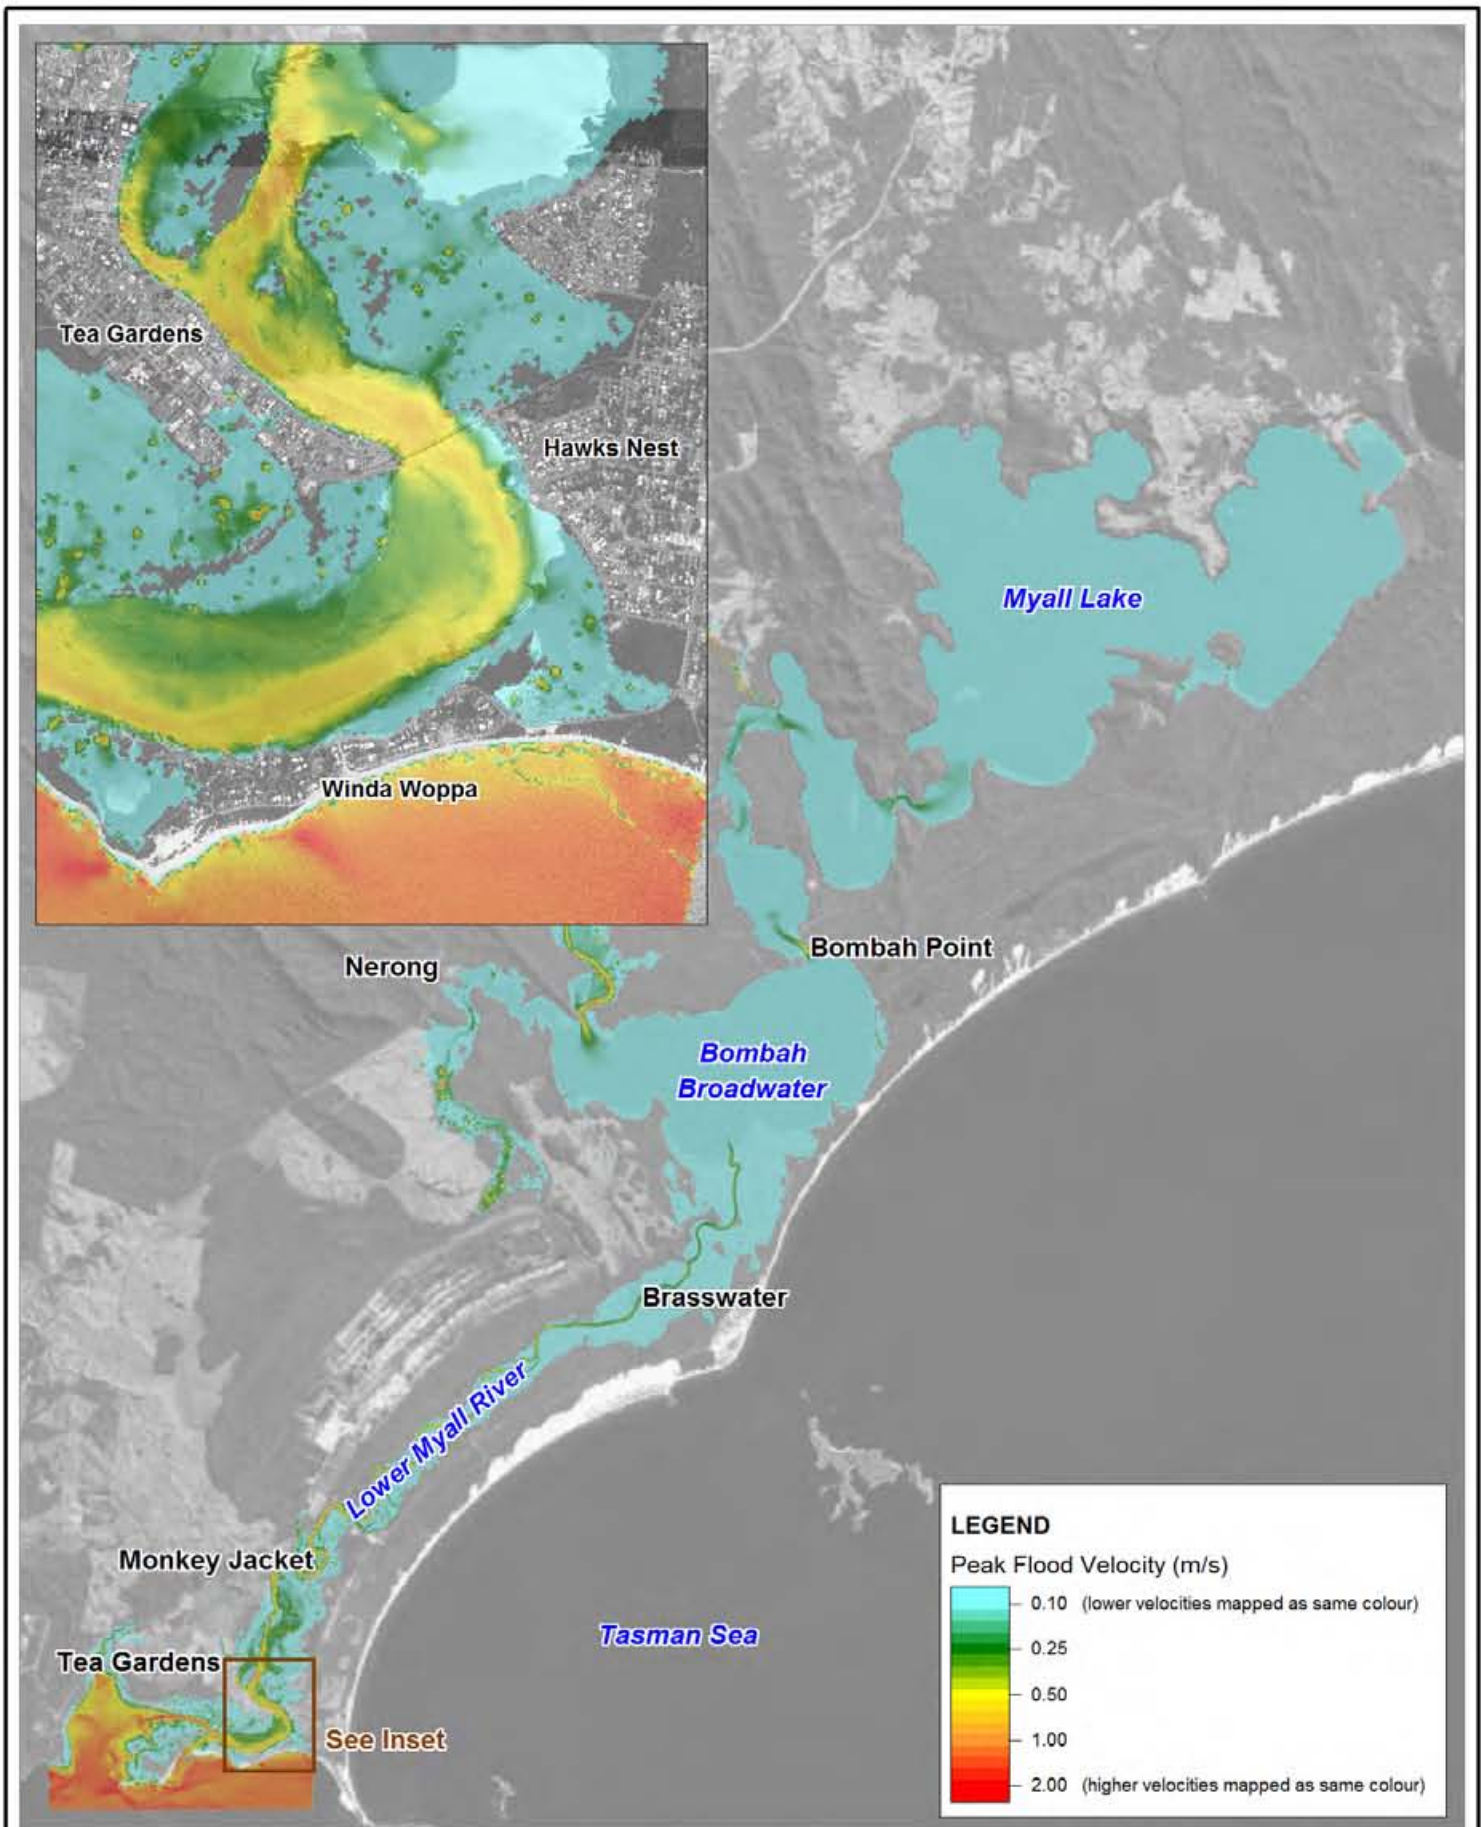 Tea Gardens
Hawks Nest
Winda Woppa
Myall Lake
Nerong
Bombah Point
Bombah
Broadwater
Brasswater
Lower Myall River
Monkey Jacket
Tea Gardens
See Inset
Tasman Sea
LEGEND
Peak Flood Velocity (m/s)
0.10 (lower velocities mapped as same colour)
0.25
0.50
1.00
2.00 (higher velocities mapped as same colour)